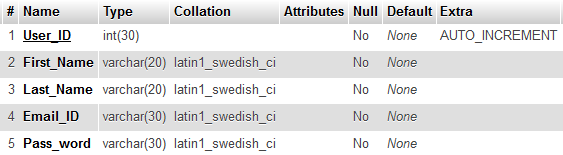 # Name Type Collation Attributes Null Default Extra
1 User_ID int(30) No None AUTO_INCREMENT
2 First_Name varchar(20) latin1_swedish_ci No None
3 Last_Name varchar(20) latin1_swedish_ci No None
4 Email_ID varchar(30) latin1_swedish_ci No None
5 Pass_word varchar(30) latin1_swedish_ci No None